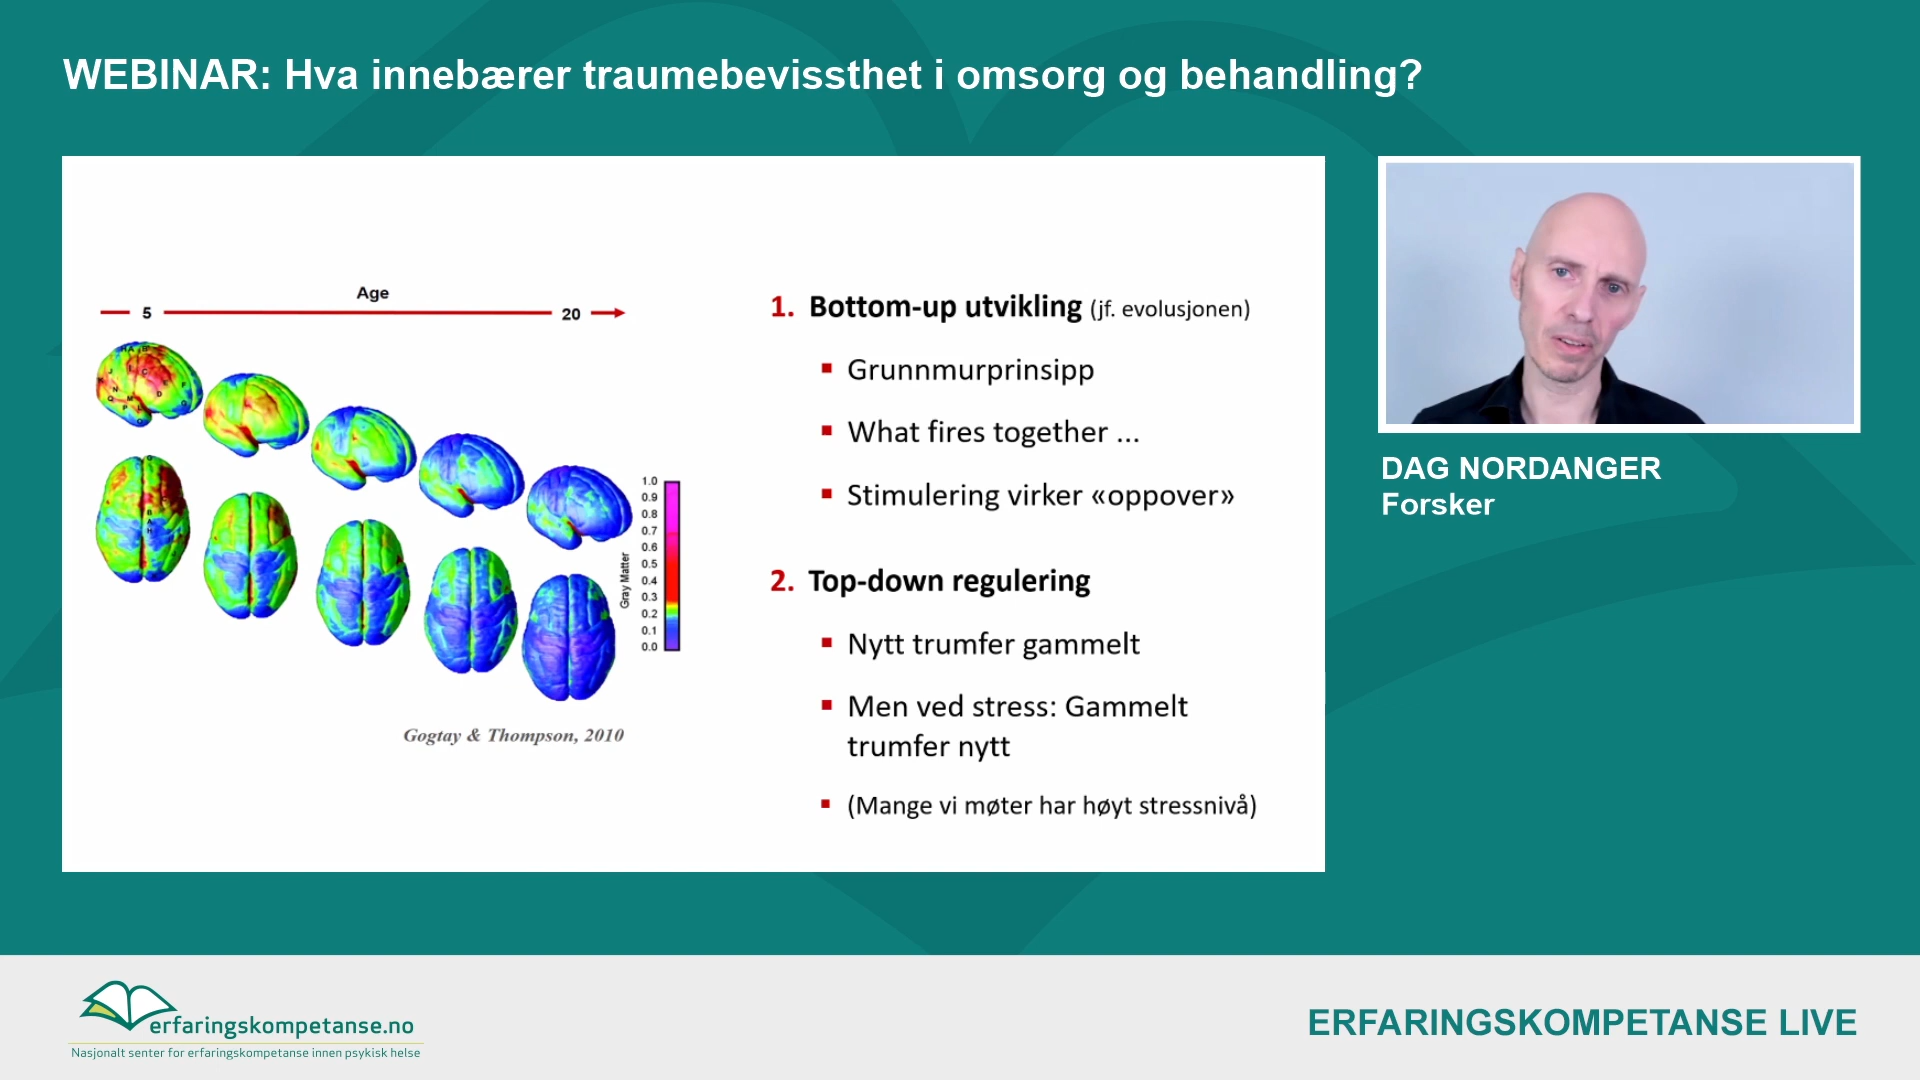 WEBINAR: Hva innebærer traumebevissthet i omsorg og behandling?
Age
5
20
Gray Matter
1.0
0.9
0.8
0.7
0.6
0.5
0.4
0.3
0.2
0.1
0.0
Gogtay & Thompson, 2010
1. Bottom-up utvikling (jf. evolusjonen)
▪ Grunnmurprinsipp
▪ What fires together ...
▪ Stimulering virker «oppover»
2. Top-down regulering
▪ Nytt trumfer gammelt
▪ Men ved stress: Gammelt
trumfer nytt
▪ (Mange vi møter har høyt stressnivå)
DAG NORDANGER
Forsker
erfaringskompetanse.no
Nasjonalt senter for erfaringskompetanse innen psykisk helse
ERFARINGSKOMPETANSE LIVE